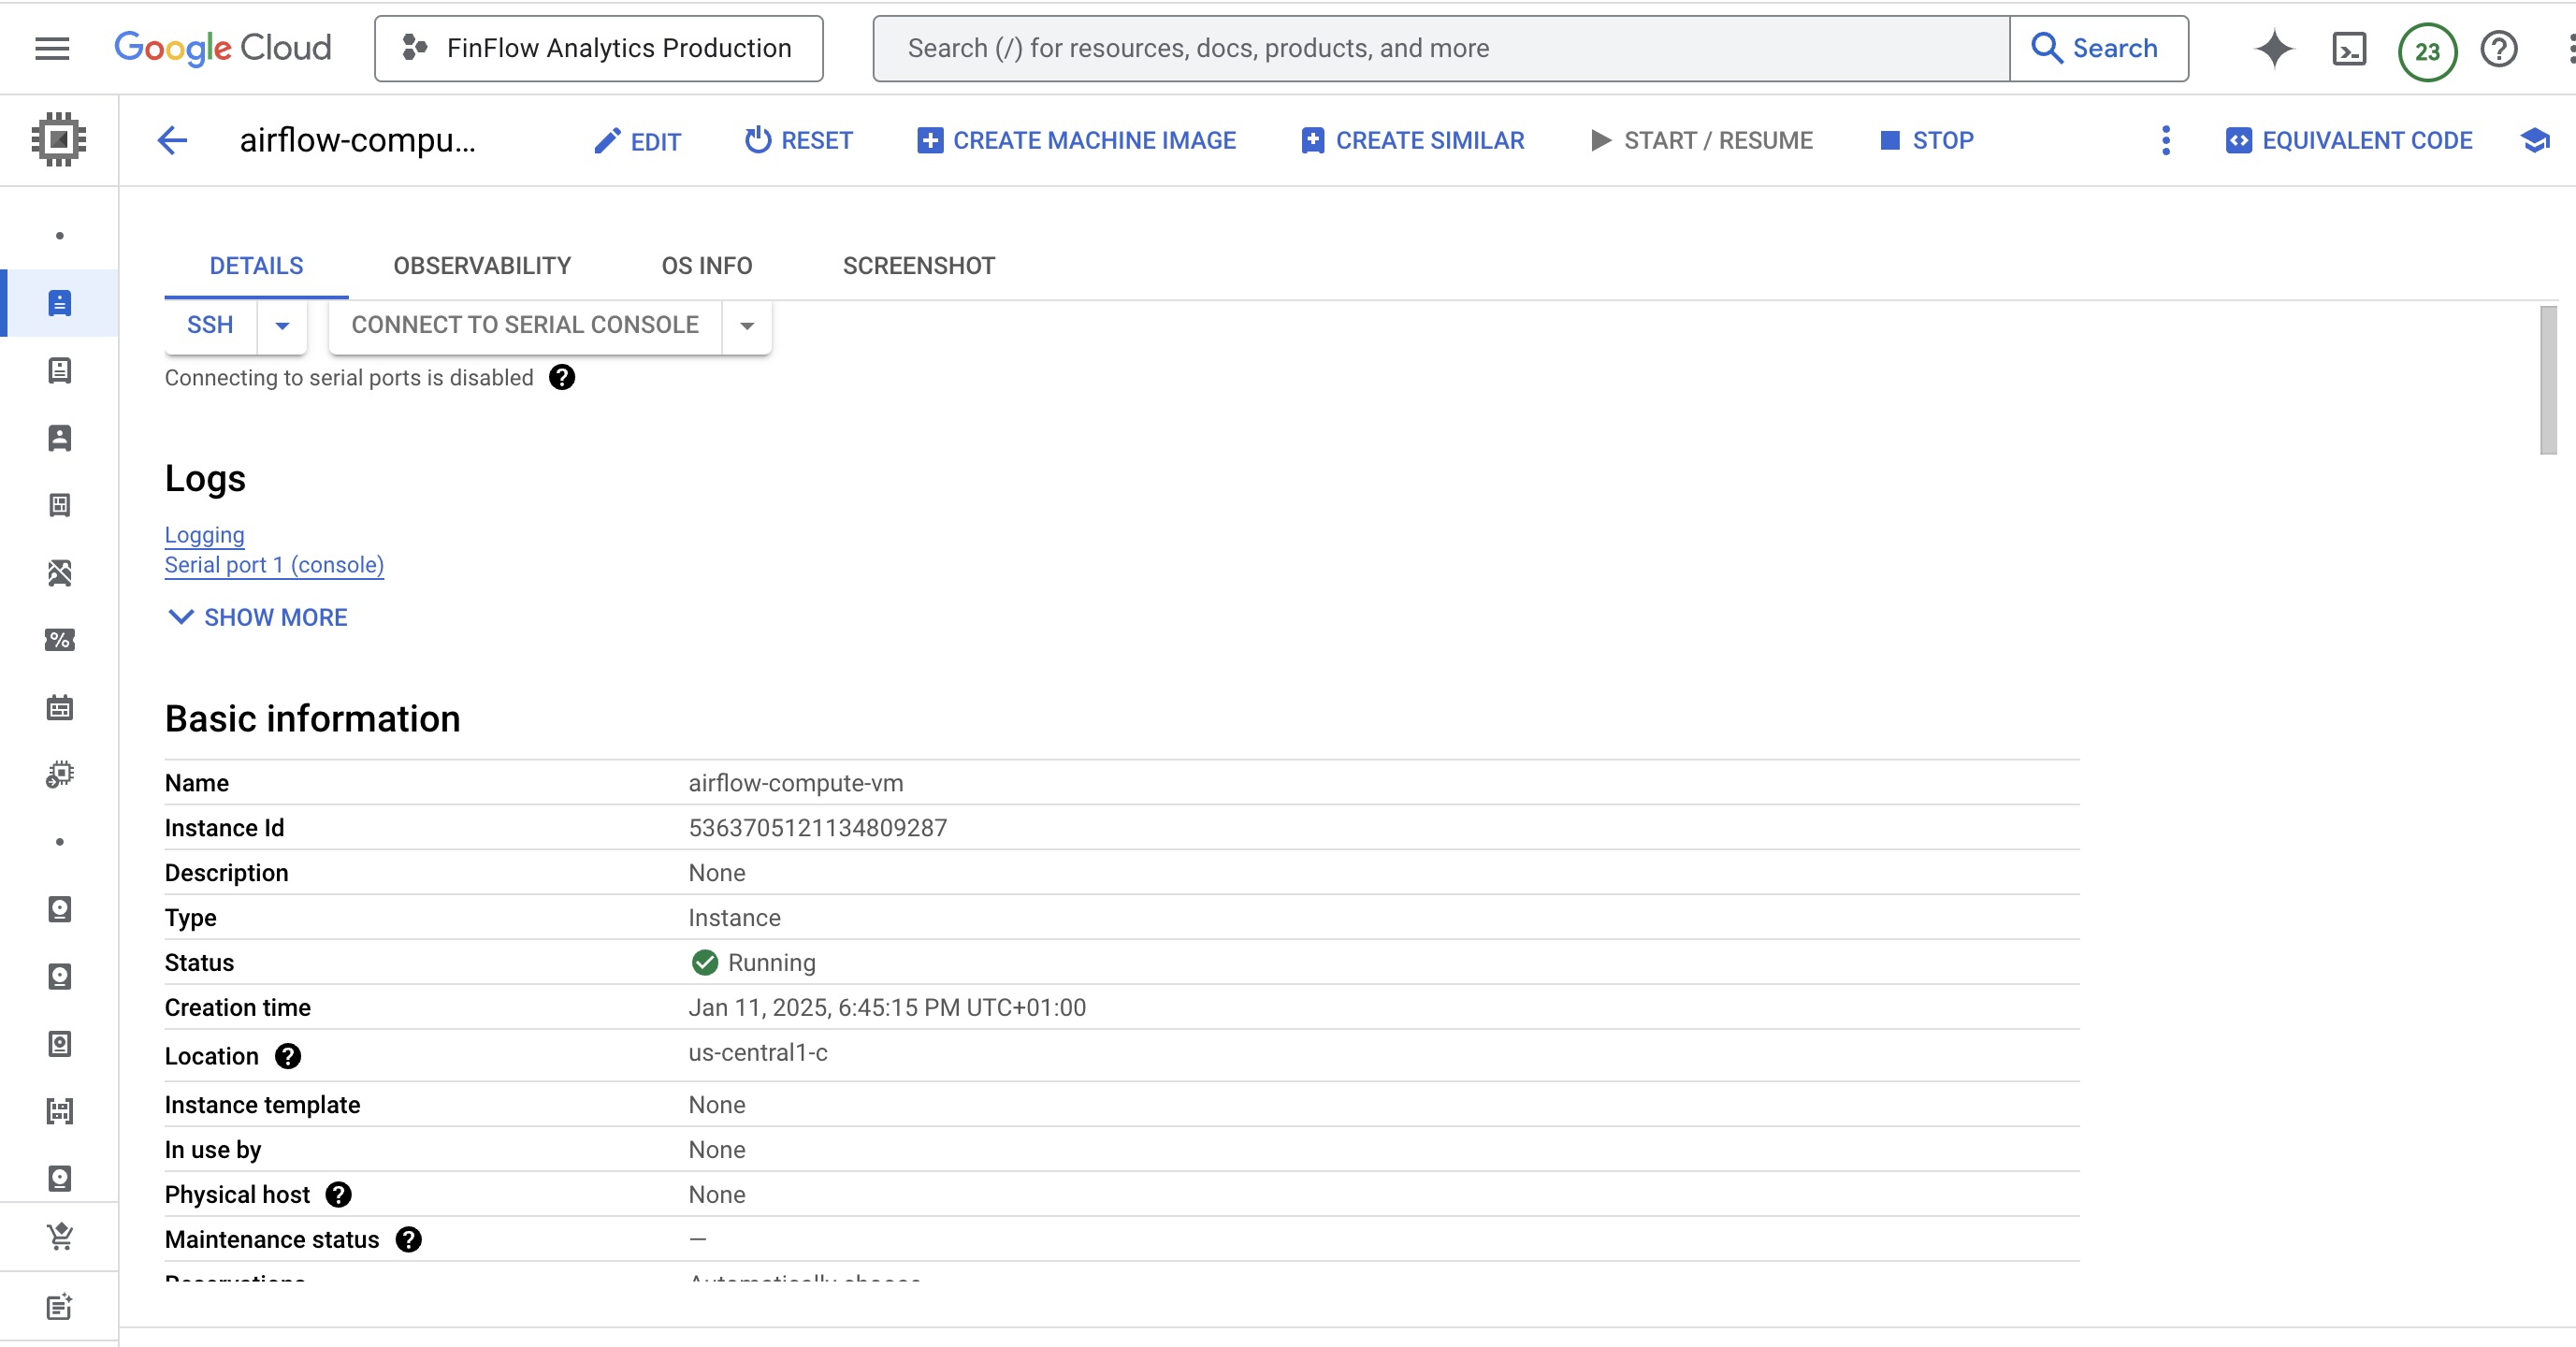 Google Cloud FinFlow Analytics Production Search (/) for resources, docs, products, and more Search 23
airflow-compu... EDIT RESET CREATE MACHINE IMAGE CREATE SIMILAR START / RESUME STOP EQUIVALENT CODE
DETAILS OBSERVABILITY OS INFO SCREENSHOT
SSH CONNECT TO SERIAL CONSOLE
Connecting to serial ports is disabled
Logs
Logging
Serial port 1 (console)
SHOW MORE
Basic information
Name airflow-compute-vm
Instance Id 5363705121134809287
Description None
Type Instance
Status Running
Creation time Jan 11, 2025, 6:45:15 PM UTC+01:00
Location us-central1-c
Instance template None
In use by None
Physical host None
Maintenance status —
Reservations Automatically choose